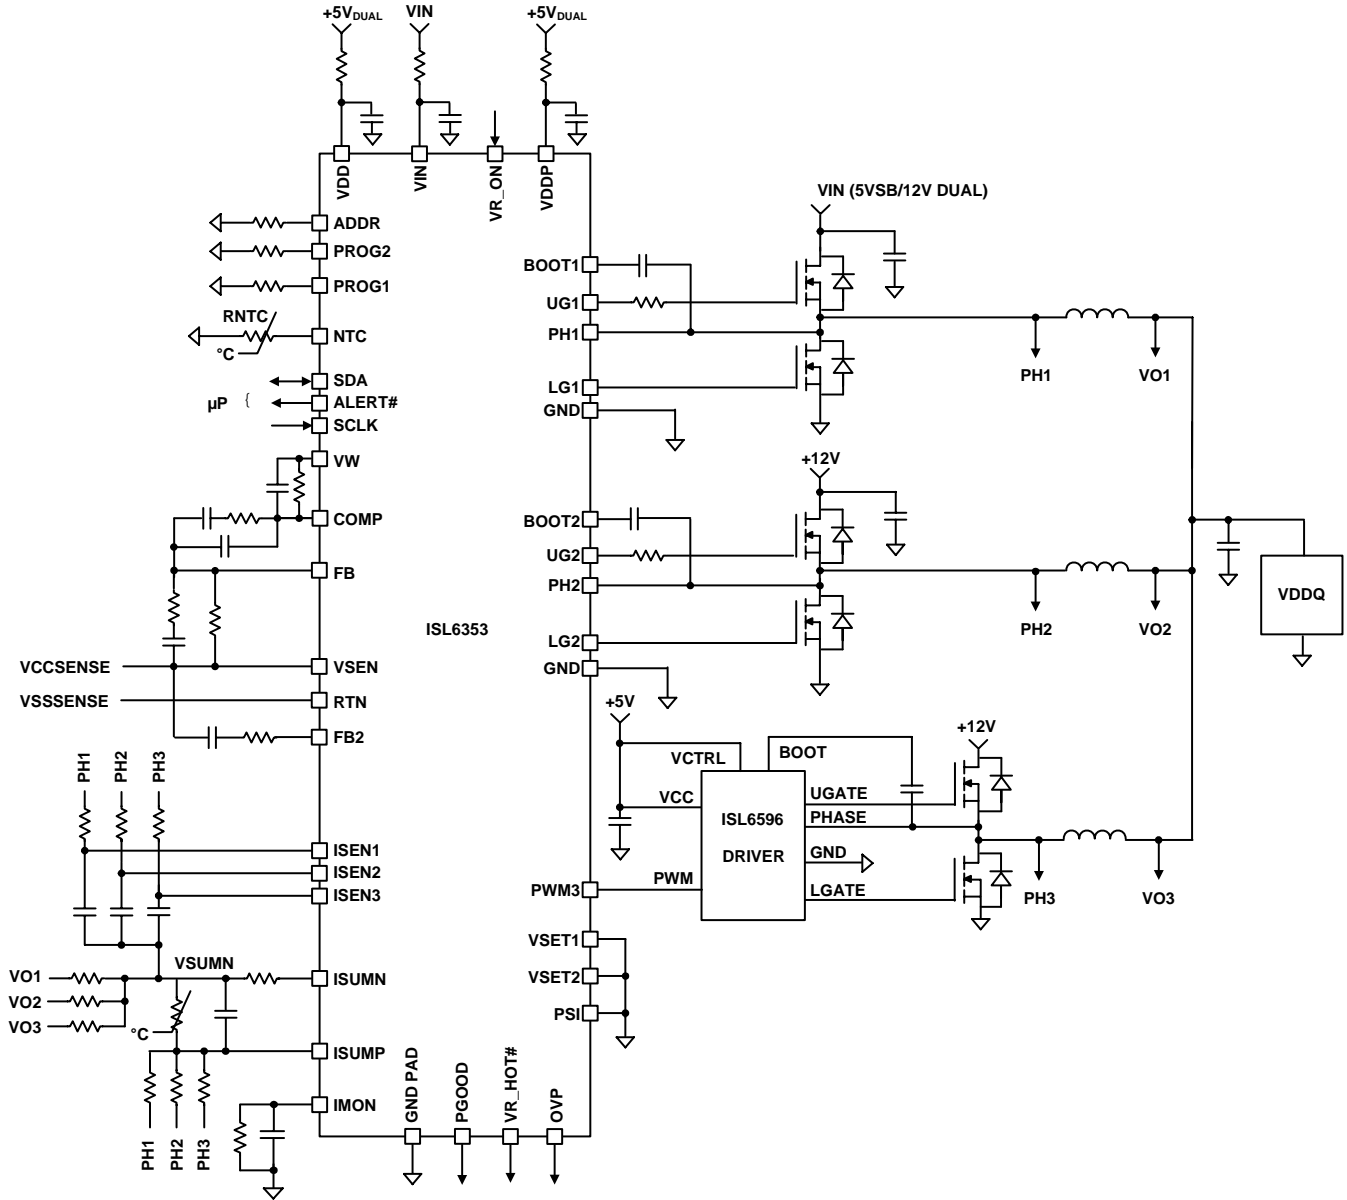 +5VDUAL
VIN
+5VDUAL
VDD
VIN
VR_ON
VDDP
VIN (5VSB/12V DUAL)
ADDR
PROG2
PROG1
RNTC
°C
NTC
SDA
µP {
ALERT#
SCLK
VW
COMP
FB
VCCSENSE
VSEN
VSSSENSE
RTN
FB2
PH1
PH2
PH3
ISEN1
ISEN2
ISEN3
VSUMN
VO1
VO2
VO3
°C
ISUMN
ISUMP
IMON
PH1
PH2
PH3
ISL6353
BOOT1
UG1
PH1
LG1
GND
BOOT2
UG2
PH2
LG2
GND
PWM3
VSET1
VSET2
PSI
GND PAD
PGOOD
VR_HOT#
OVP
PH1
VO1
+12V
PH2
VO2
VDDQ
+5V
VCTRL
BOOT
VCC
PWM
ISL6596
DRIVER
UGATE
PHASE
GND
LGATE
+12V
PH3
VO3